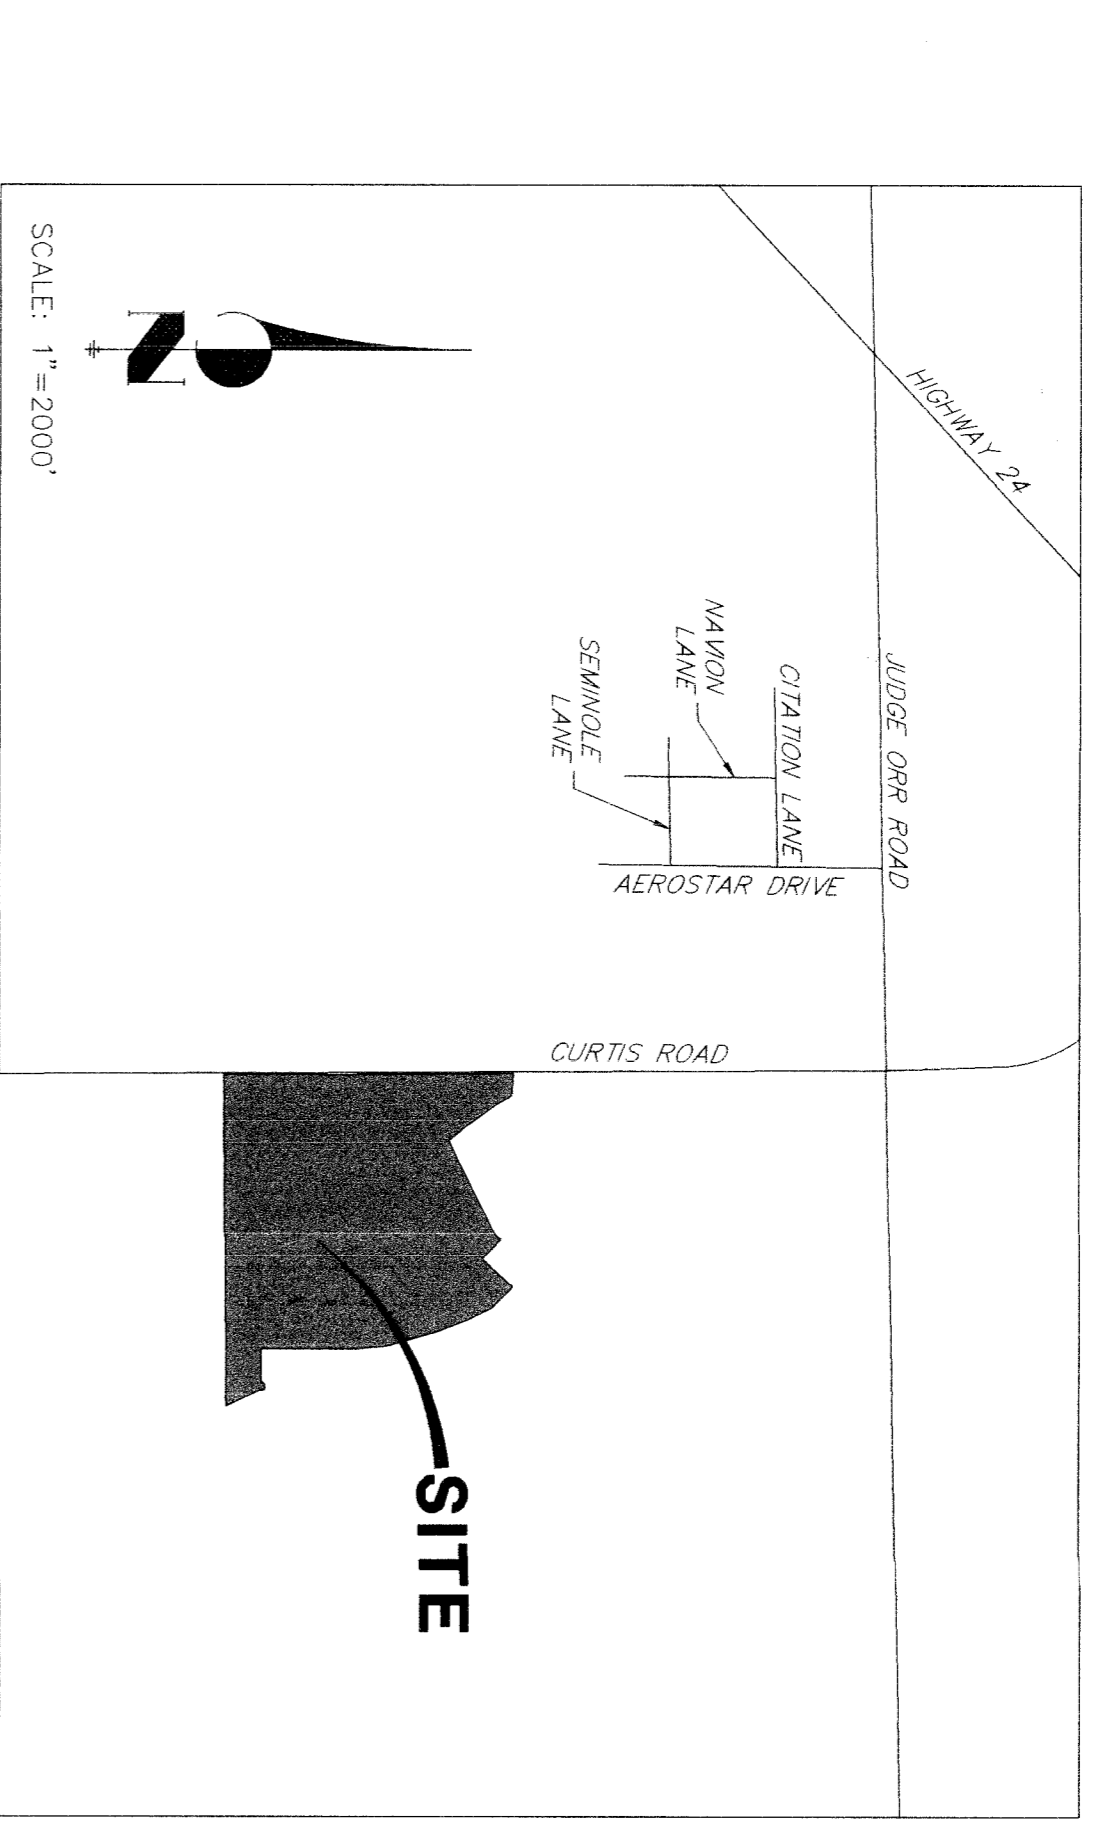 HIGHWAY 24
JUDGE ORR ROAD
CITATION LANE
NAVION
LANE
SEMINOLE
LANE
AEROSTAR DRIVE
CURTIS ROAD
SITE
N
SCALE: 1"=2000'